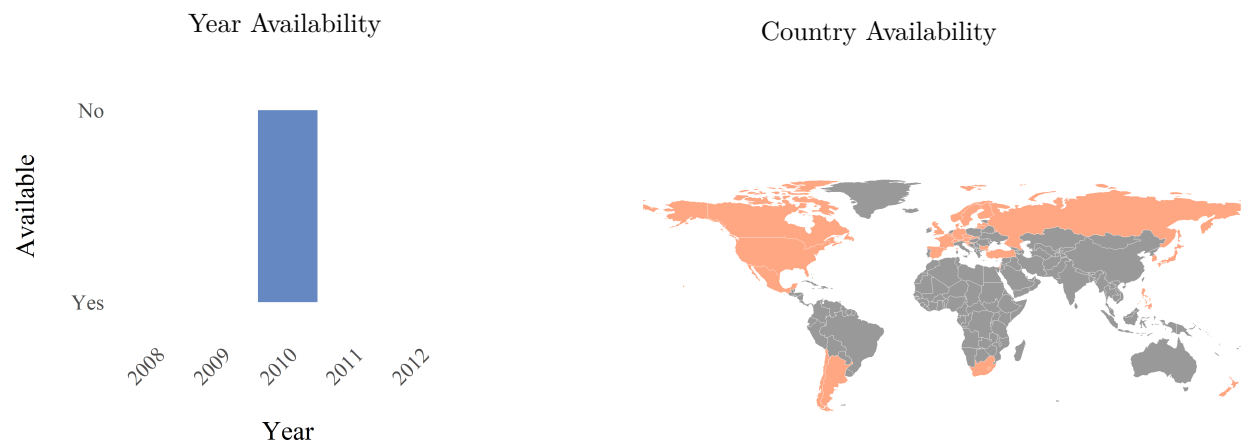 Year Availability
Country Availability
No
Available
Yes
2008
2009
2010
2011
2012
Year